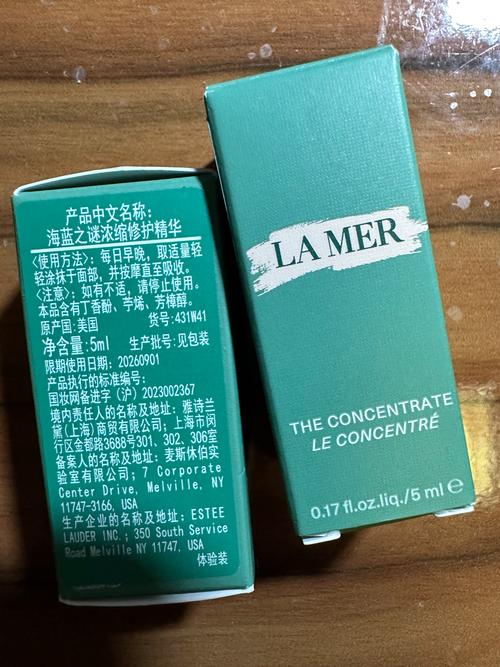 产品中文名称：
海蓝之谜浓缩修护精华
〈使用方法〉：每日早晚，取适量轻
轻涂抹于面部，并按摩直至吸收。
〈注意〉：如有不适，请停止使用。
本品含有丁香酚、苧烯、芳樟醇。
原产国：美国 货号：431W41
净含量：5ml 生产批号：见包装
限期使用日期：20260901
产品执行的标准编号：
国妆网备进字（沪）2023002367
境内责任人的名称及地址：雅诗兰
黛（上海）商贸有限公司；上海市闵
行区金都路3688号301、302、306室
备案人的名称及地址：麦斯休伯实
验室有限公司；7 Corporate
Center Drive, Melville, NY
11747-3166, USA
生产企业的名称及地址：ESTEE
LAUDER INC.；350 South Service
Road Melville NY 11747, USA
体验装
LA MER
THE CONCENTRATE
LE CONCENTRÉ
0.17 fl.oz.liq./5 ml ℮